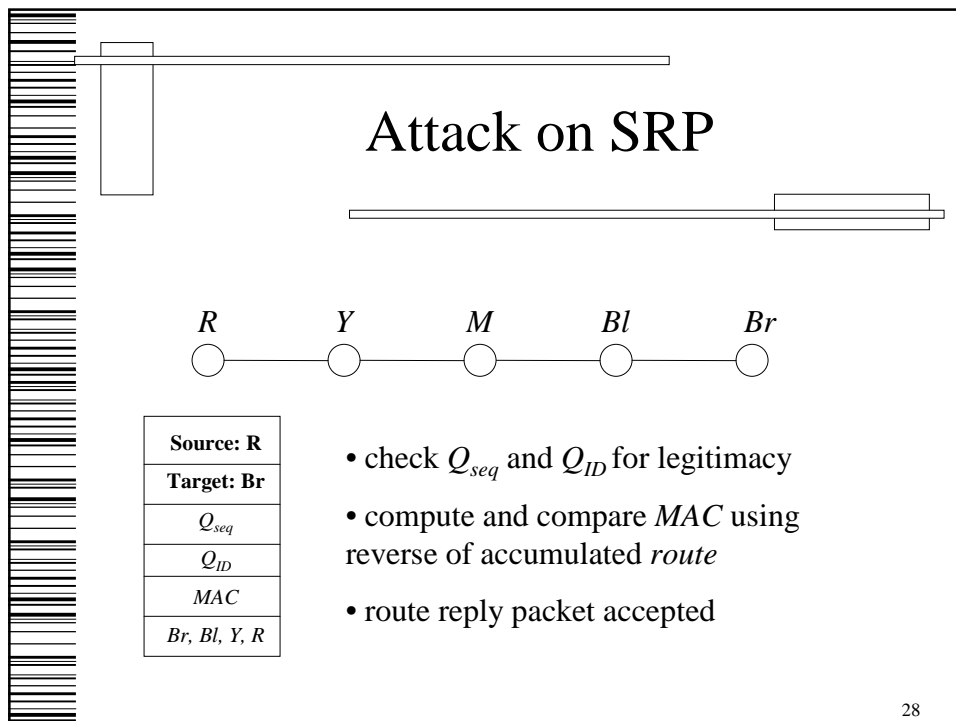 Attack on SRP
R Y M Bl Br
Source: R
Target: Br
Qseq
QID
MAC
Br, Bl, Y, R
• check Qseq and QID for legitimacy
• compute and compare MAC using
reverse of accumulated route
• route reply packet accepted
28